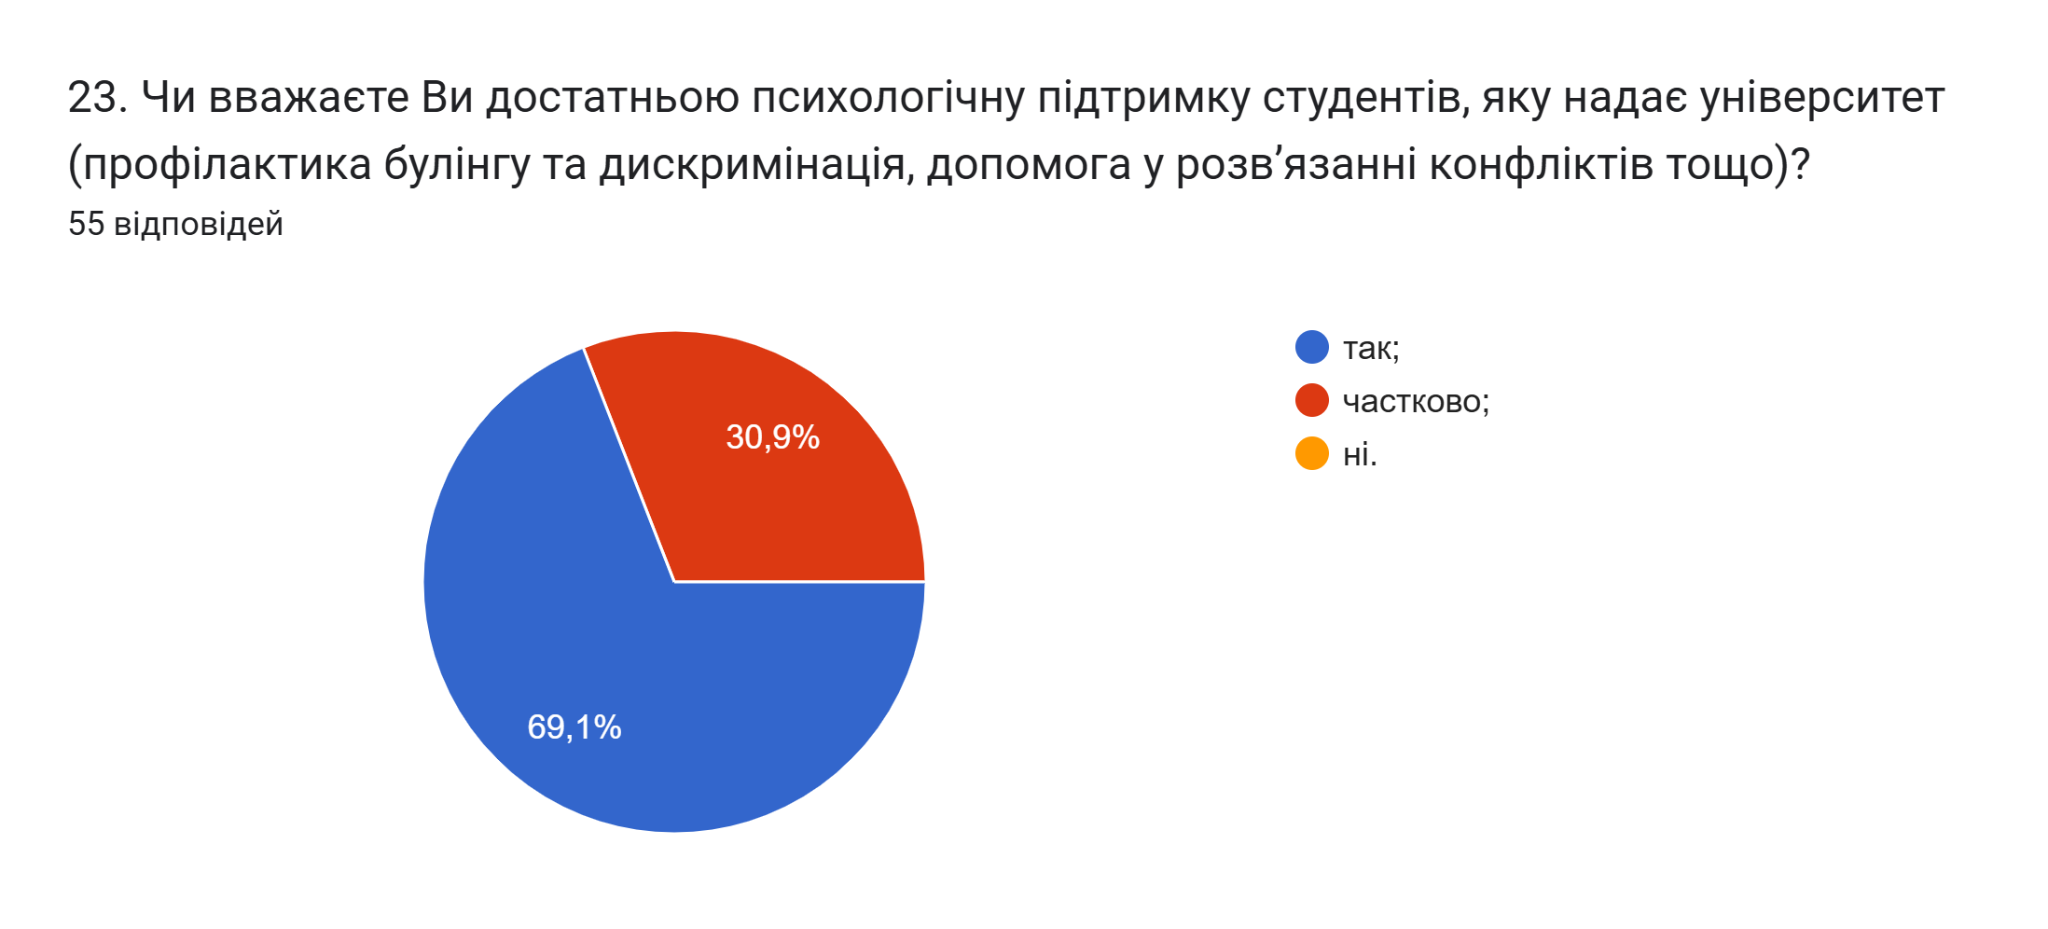 23. Чи вважаєте Ви достатньою психологічну підтримку студентів, яку надає університет
(профілактика булінгу та дискримінація, допомога у розв’язанні конфліктів тощо)?
55 відповідей
так;
частково;
ні.
30,9%
69,1%